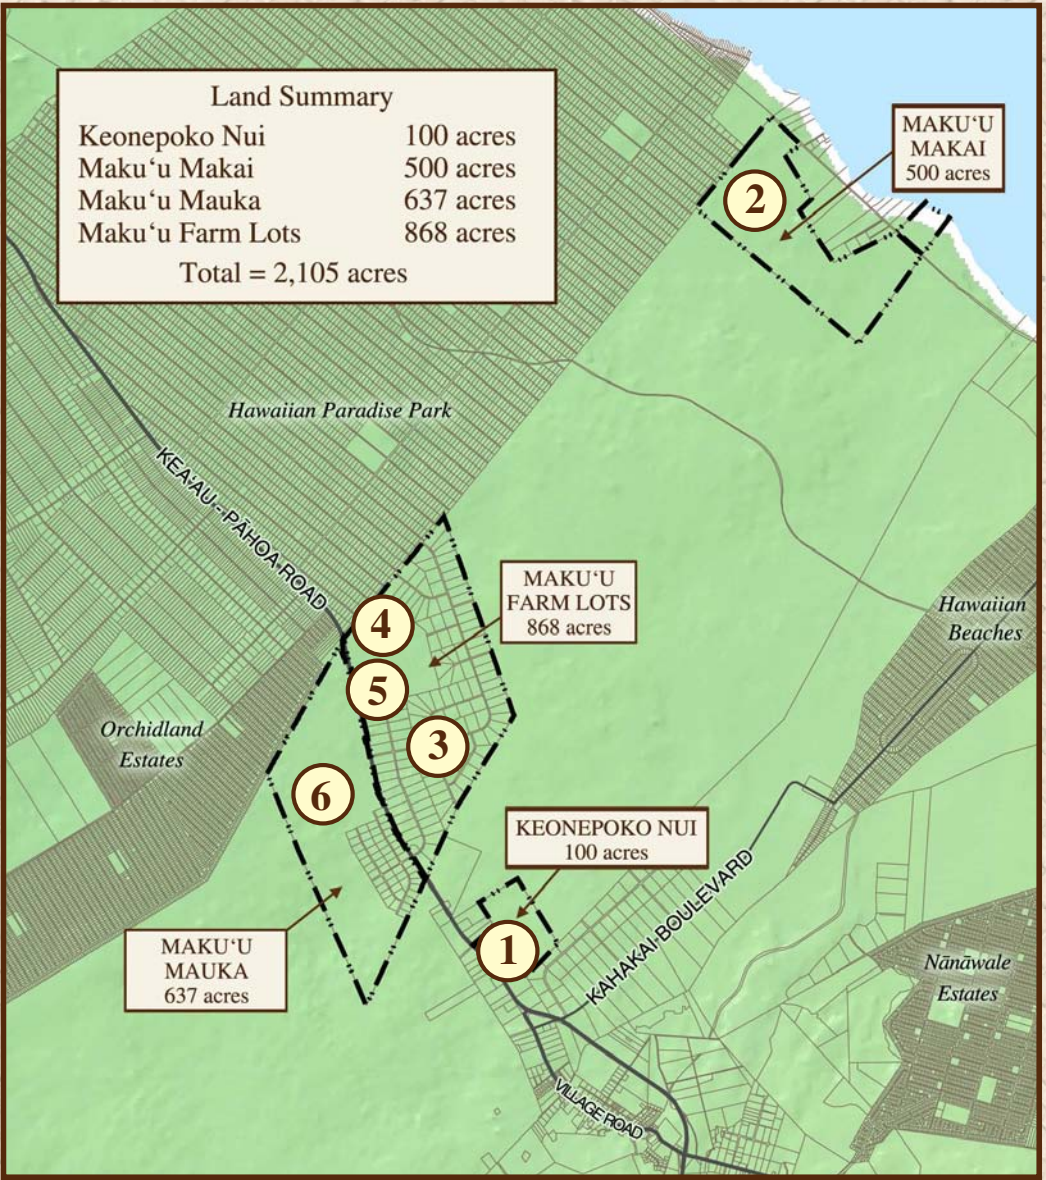 Land Summary
Keonepoko Nui 100 acres
Maku‘u Makai 500 acres
Maku‘u Mauka 637 acres
Maku‘u Farm Lots 868 acres
Total = 2,105 acres
MAKU‘U
MAKAI
500 acres
2
Hawaiian Paradise Park
KEA‘AU--PĀHOA ROAD
MAKU‘U
FARM LOTS
868 acres
Hawaiian
Beaches
4
5
Orchidland
Estates
3
6
KEONEPOKO NUI
100 acres
KAHAKAI BOULEVARD
1
MAKU‘U
MAUKA
637 acres
Nānāwale
Estates
VILLAGE ROAD